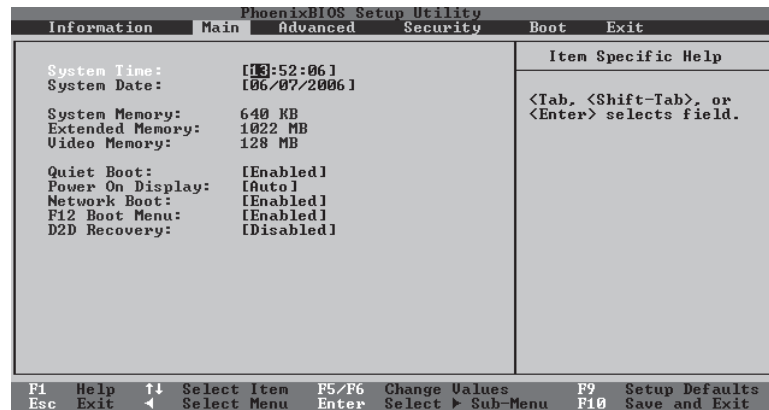 PhoenixBIOS Setup Utility
Information Main Advanced Security Boot Exit
Item Specific Help
System Time: [13:52:06]
System Date: [06/07/2006]
<Tab, <Shift-Tab>, or
<Enter> selects field.
System Memory: 640 KB
Extended Memory: 1022 MB
Video Memory: 128 MB
Quiet Boot: [Enabled]
Power On Display: [Auto]
Network Boot: [Enabled]
F12 Boot Menu: [Enabled]
D2D Recovery: [Disabled]
F1 Help ↑↓ Select Item F5/F6 Change Values F9 Setup Defaults
Esc Exit ◄ Select Menu Enter Select ► Sub-Menu F10 Save and Exit